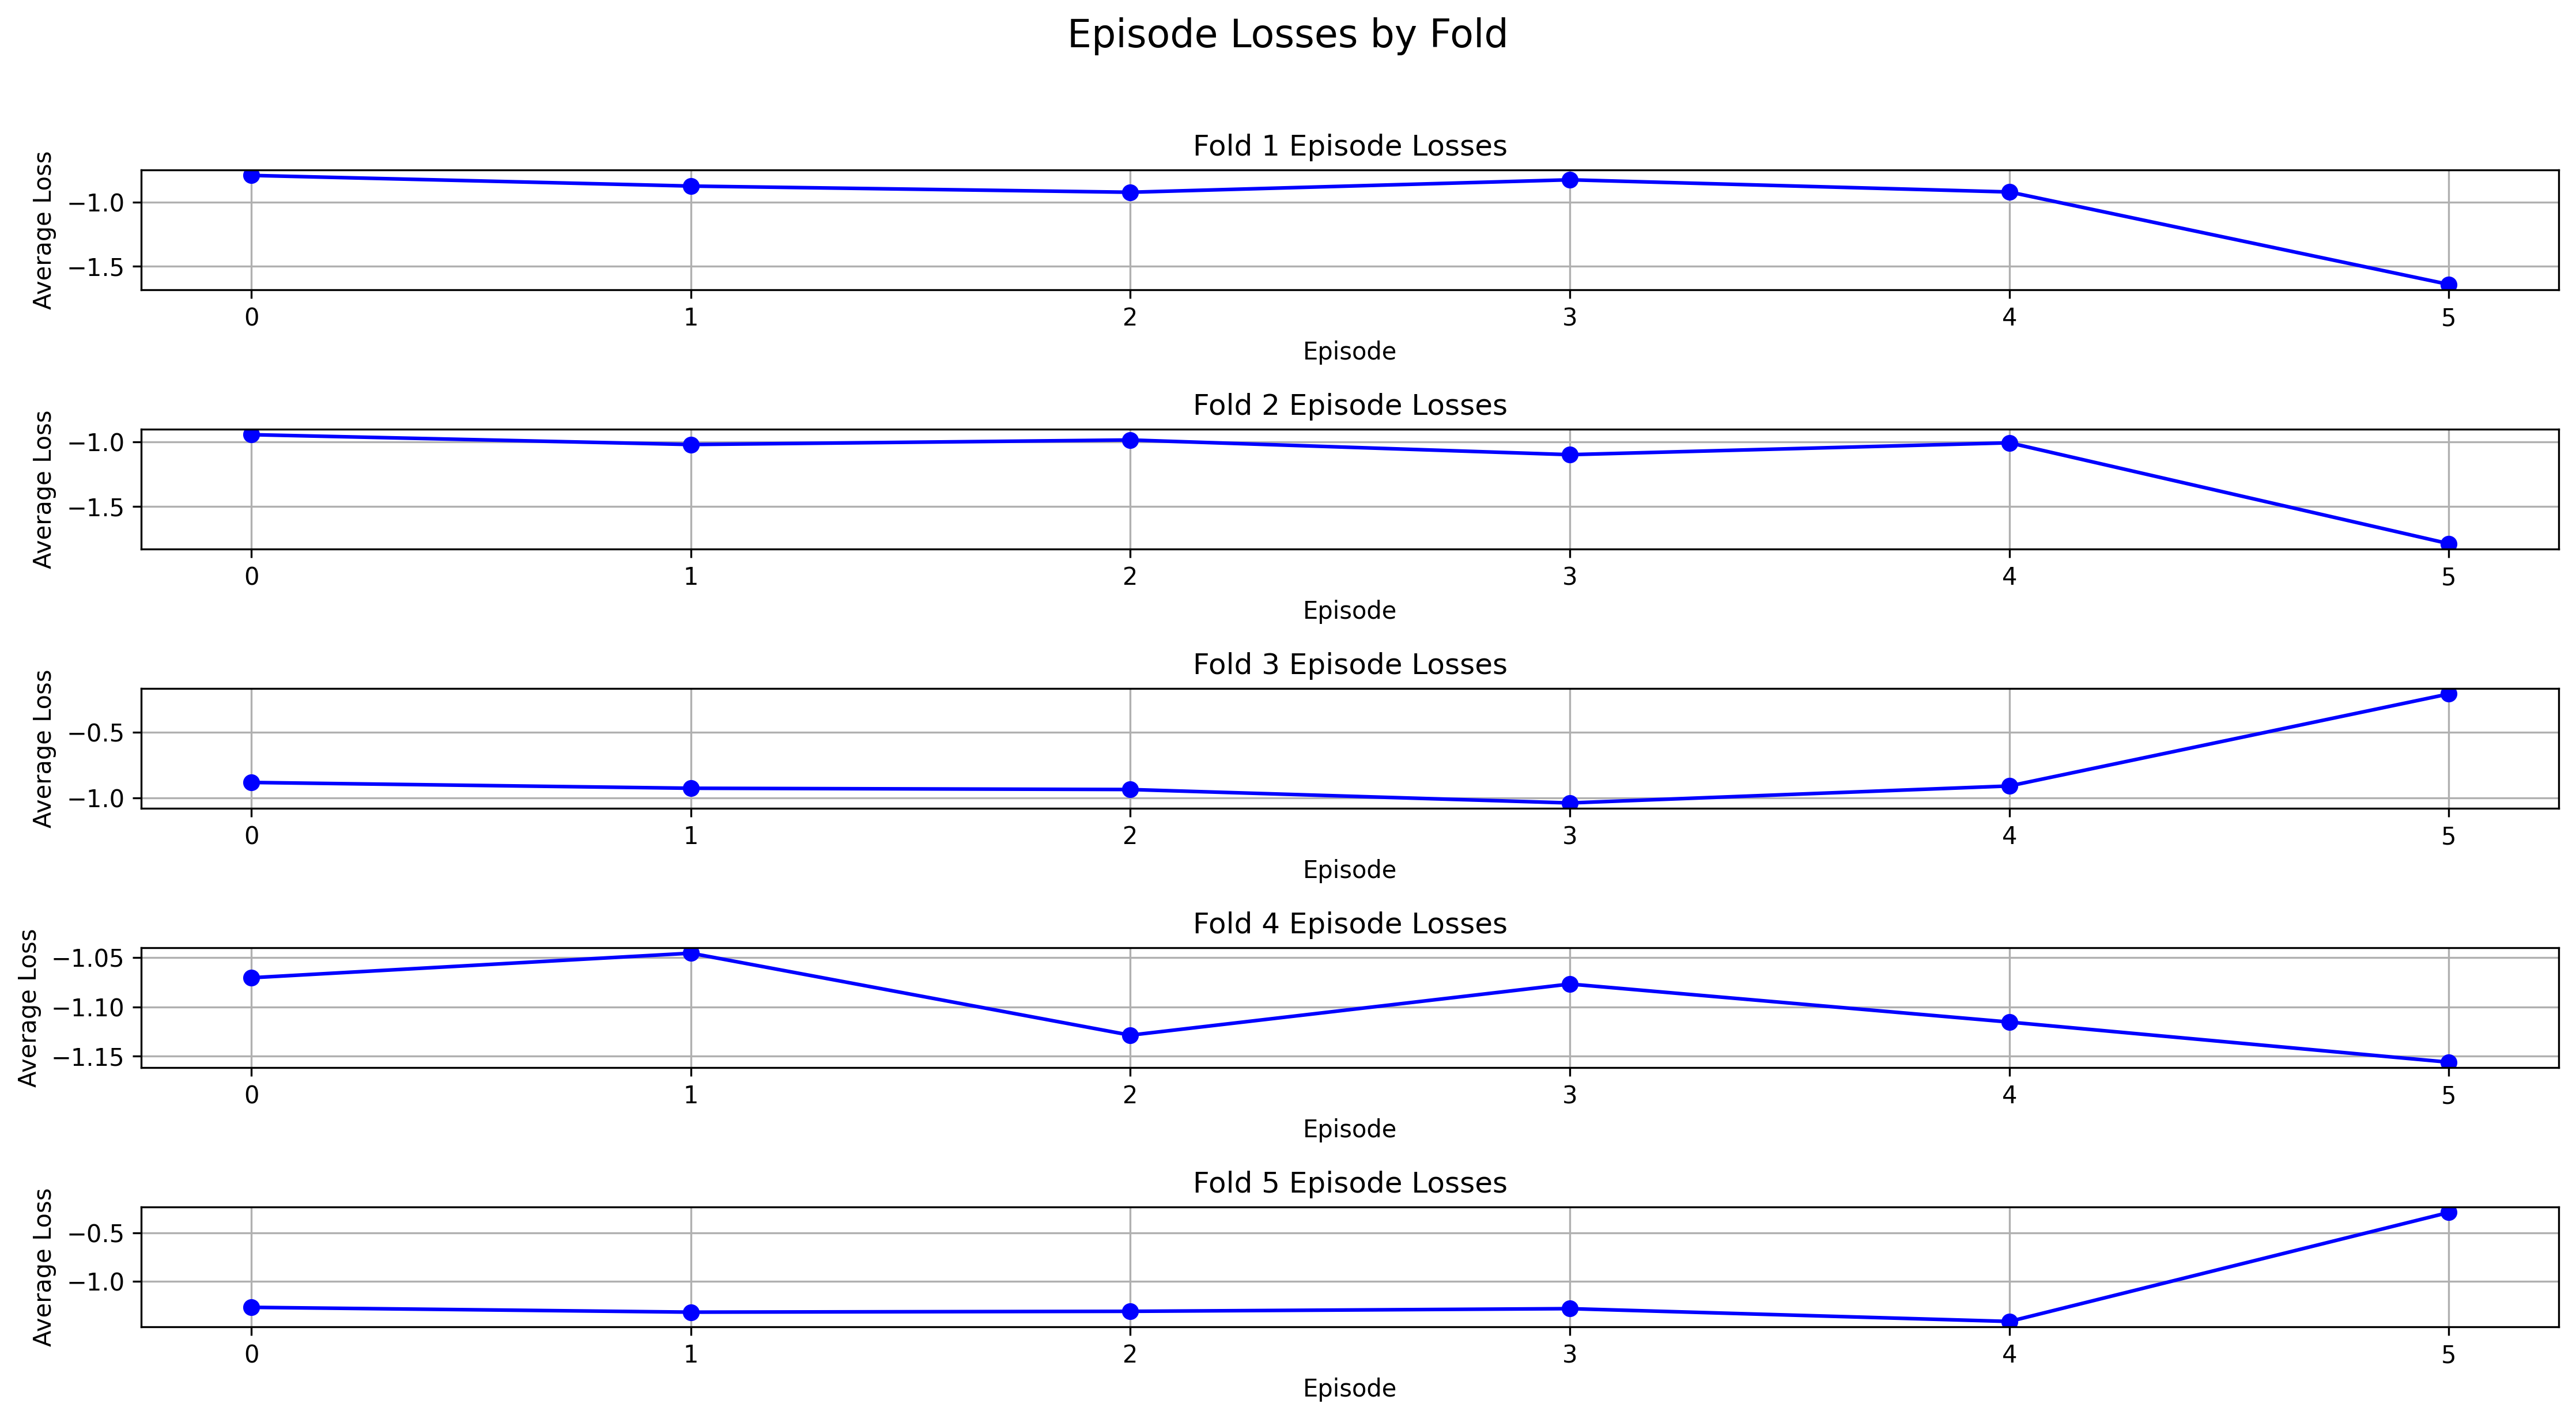 Episode Losses by Fold
Fold 1 Episode Losses
Average Loss
−1.0
−1.5
0 1 2 3 4 5
Episode
Fold 2 Episode Losses
Average Loss
−1.0
−1.5
0 1 2 3 4 5
Episode
Fold 3 Episode Losses
Average Loss
−0.5
−1.0
0 1 2 3 4 5
Episode
Fold 4 Episode Losses
Average Loss
−1.05
−1.10
−1.15
0 1 2 3 4 5
Episode
Fold 5 Episode Losses
Average Loss
−0.5
−1.0
0 1 2 3 4 5
Episode